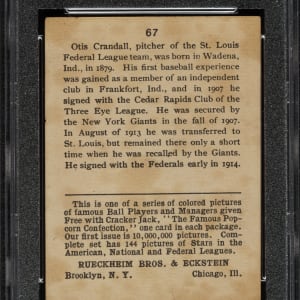 67
Otis Crandall, pitcher of the St. Louis
Federal League team, was born in Wadena,
Ind., in 1879. His first baseball experience
was gained as a member of an independent
club in Frankfort, Ind., and in 1907 he
signed with the Cedar Rapids Club of the
Three Eye League. He was secured by
the New York Giants in the fall of 1907.
In August of 1913 he was transferred to
St. Louis, but remained there only a short
time when he was recalled by the Giants.
He signed with the Federals early in 1914.
This is one of a series of colored pictures
of famous Ball Players and Managers given
Free with Cracker Jack, "The Famous Pop-
corn Confection," one card in each package.
Our first issue is 10,000,000 pictures. Com-
plete set has 144 pictures of Stars in the
American, National and Federal Leagues.
RUECKHEIM BROS. & ECKSTEIN
Brooklyn, N. Y. Chicago, Ill.